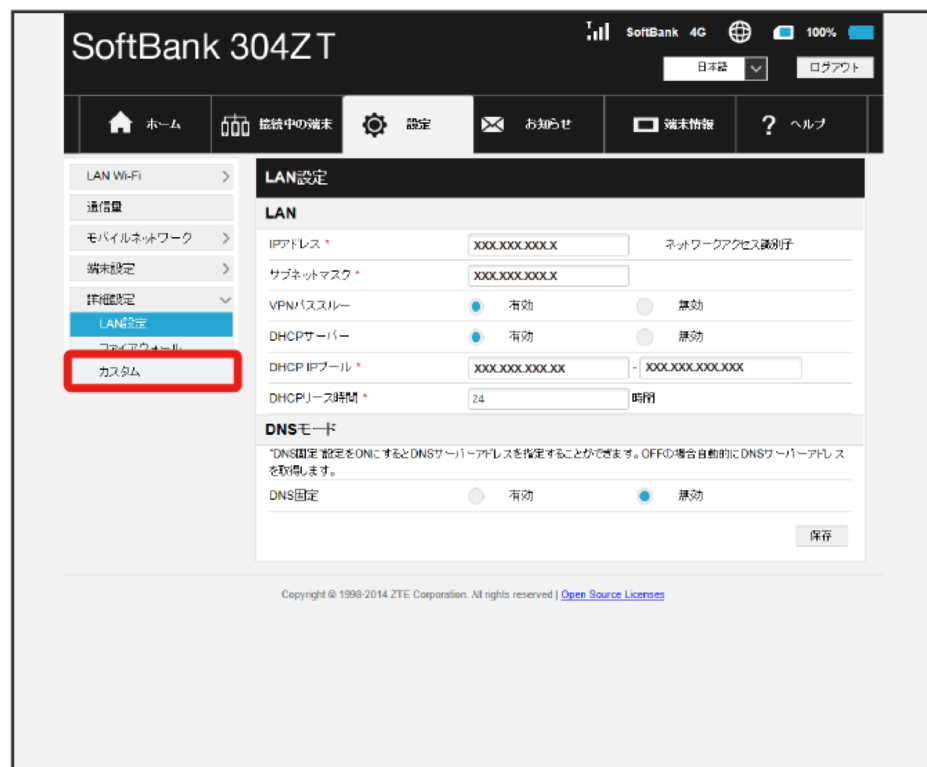 SoftBank 304ZT
SoftBank 4G 100%
日本語 ログアウト
ホーム 接続中の端末 設定 お知らせ 端末情報 ? ヘルプ
LAN Wi-Fi
通信量
モバイルネットワーク
端末設定
詳細設定
LAN設定
ファイアウォール
カスタム
LAN設定
LAN
IPアドレス * XXX.XXX.XXX.X ネットワークアクセス識別子
サブネットマスク * XXX.XXX.XXX.X
VPNパススルー 有効 無効
DHCPサーバー 有効 無効
DHCP IPプール * XXX.XXX.XXX.XX - XXX.XXX.XXX.XXX
DHCPリース時間 * 24 時間
DNSモード
"DNS固定"設定をONにするとDNSサーバーアドレスを指定することができます。OFFの場合自動的にDNSサーバーアドレス
を取得します。
DNS固定 有効 無効
保存
Copyright © 1998-2014 ZTE Corporation. All rights reserved | Open Source Licenses